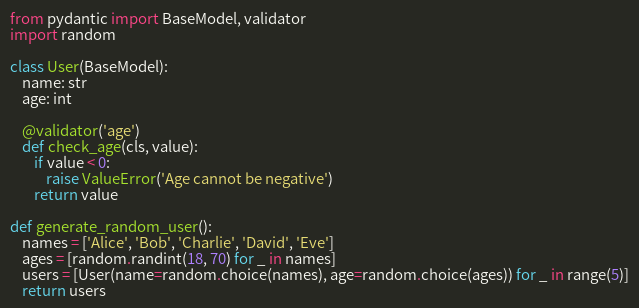 from pydantic import BaseModel, validator
import random

class User(BaseModel):
    name: str
    age: int

    @validator('age')
    def check_age(cls, value):
        if value < 0:
            raise ValueError('Age cannot be negative')
        return value

def generate_random_user():
    names = ['Alice', 'Bob', 'Charlie', 'David', 'Eve']
    ages = [random.randint(18, 70) for _ in names]
    users = [User(name=random.choice(names), age=random.choice(ages)) for _ in range(5)]
    return users